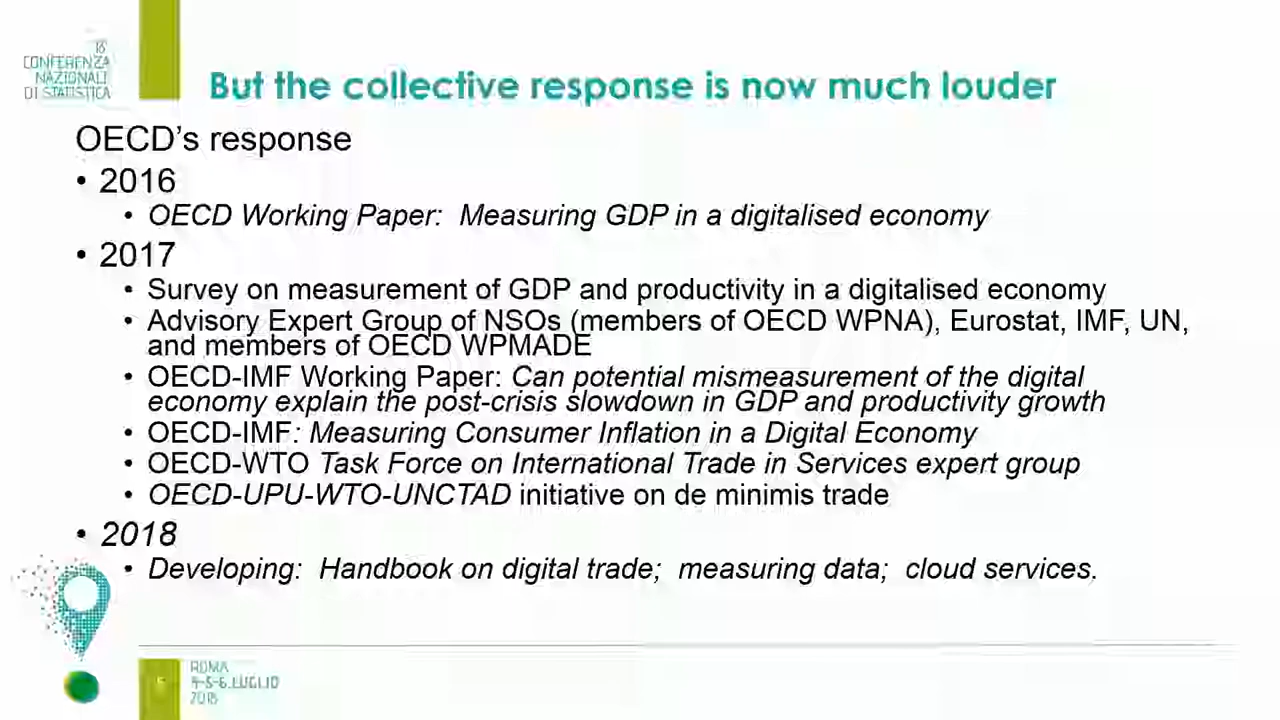 CONFERENZA
NAZIONALE
DI STATISTICA
But the collective response is now much louder
OECD’s response
• 2016
• OECD Working Paper: Measuring GDP in a digitalised economy
• 2017
• Survey on measurement of GDP and productivity in a digitalised economy
• Advisory Expert Group of NSOs (members of OECD WPNA), Eurostat, IMF, UN,
and members of OECD WPMADE
• OECD-IMF Working Paper: Can potential mismeasurement of the digital
economy explain the post-crisis slowdown in GDP and productivity growth
• OECD-IMF: Measuring Consumer Inflation in a Digital Economy
• OECD-WTO Task Force on International Trade in Services expert group
• OECD-UPU-WTO-UNCTAD initiative on de minimis trade
• 2018
• Developing: Handbook on digital trade; measuring data; cloud services.
ROMA
4-5-6 LUGLIO
2018